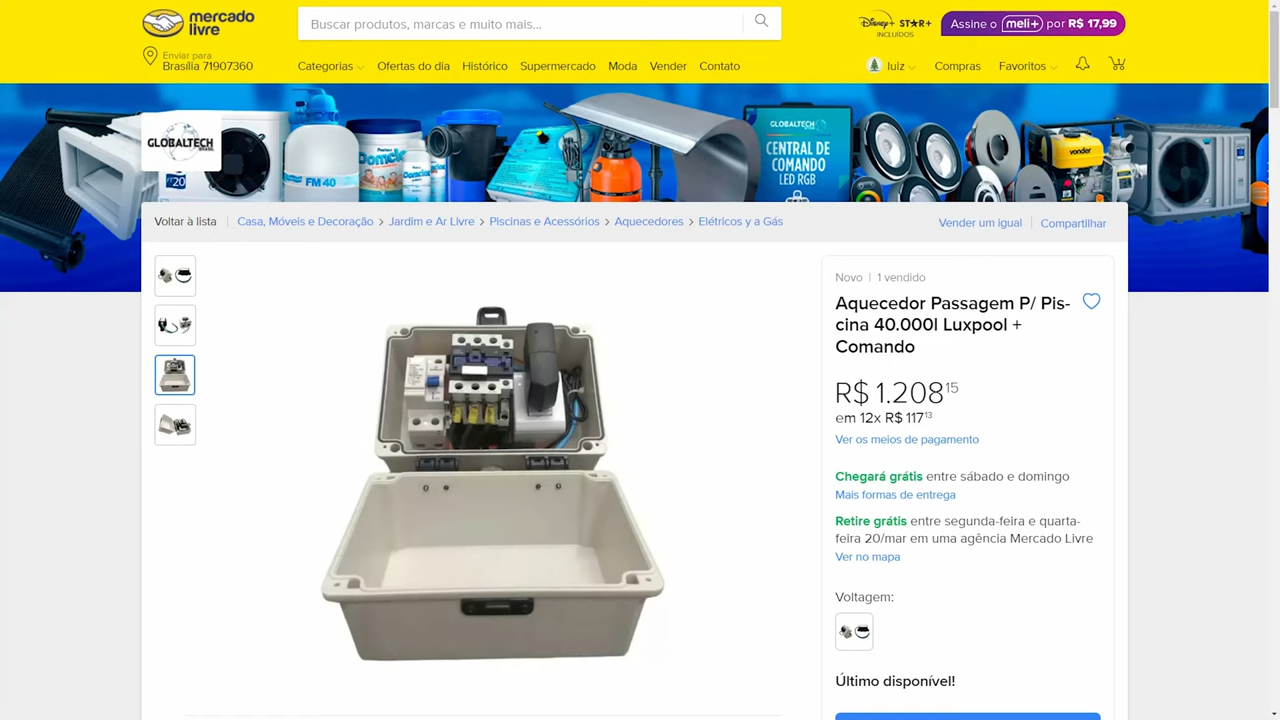 mercado
livre
Buscar produtos, marcas e muito mais...
Disney+ STAR+
INCLUÍDOS
Assine o meli+ por R$ 17,99
Enviar para
Brasília 71907360
Categorias
Ofertas do dia
Histórico
Supermercado
Moda
Vender
Contato
luiz
Compras
Favoritos
GLOBALTECH
BRASIL
20
FM 40
GLOBALTECH
CENTRAL DE
COMANDO
LED RGB
vonder
Voltar à lista
Casa, Móveis e Decoração > Jardim e Ar Livre > Piscinas e Acessórios > Aquecedores > Elétricos y a Gás
Vender um igual
Compartilhar
Novo | 1 vendido
Aquecedor Passagem P/ Pis-
cina 40.000l Luxpool +
Comando
R$ 1.208 15
em 12x R$ 117 13
Ver os meios de pagamento
Chegará grátis entre sábado e domingo
Mais formas de entrega
Retire grátis entre segunda-feira e quarta-
feira 20/mar em uma agência Mercado Livre
Ver no mapa
Voltagem:
Último disponível!